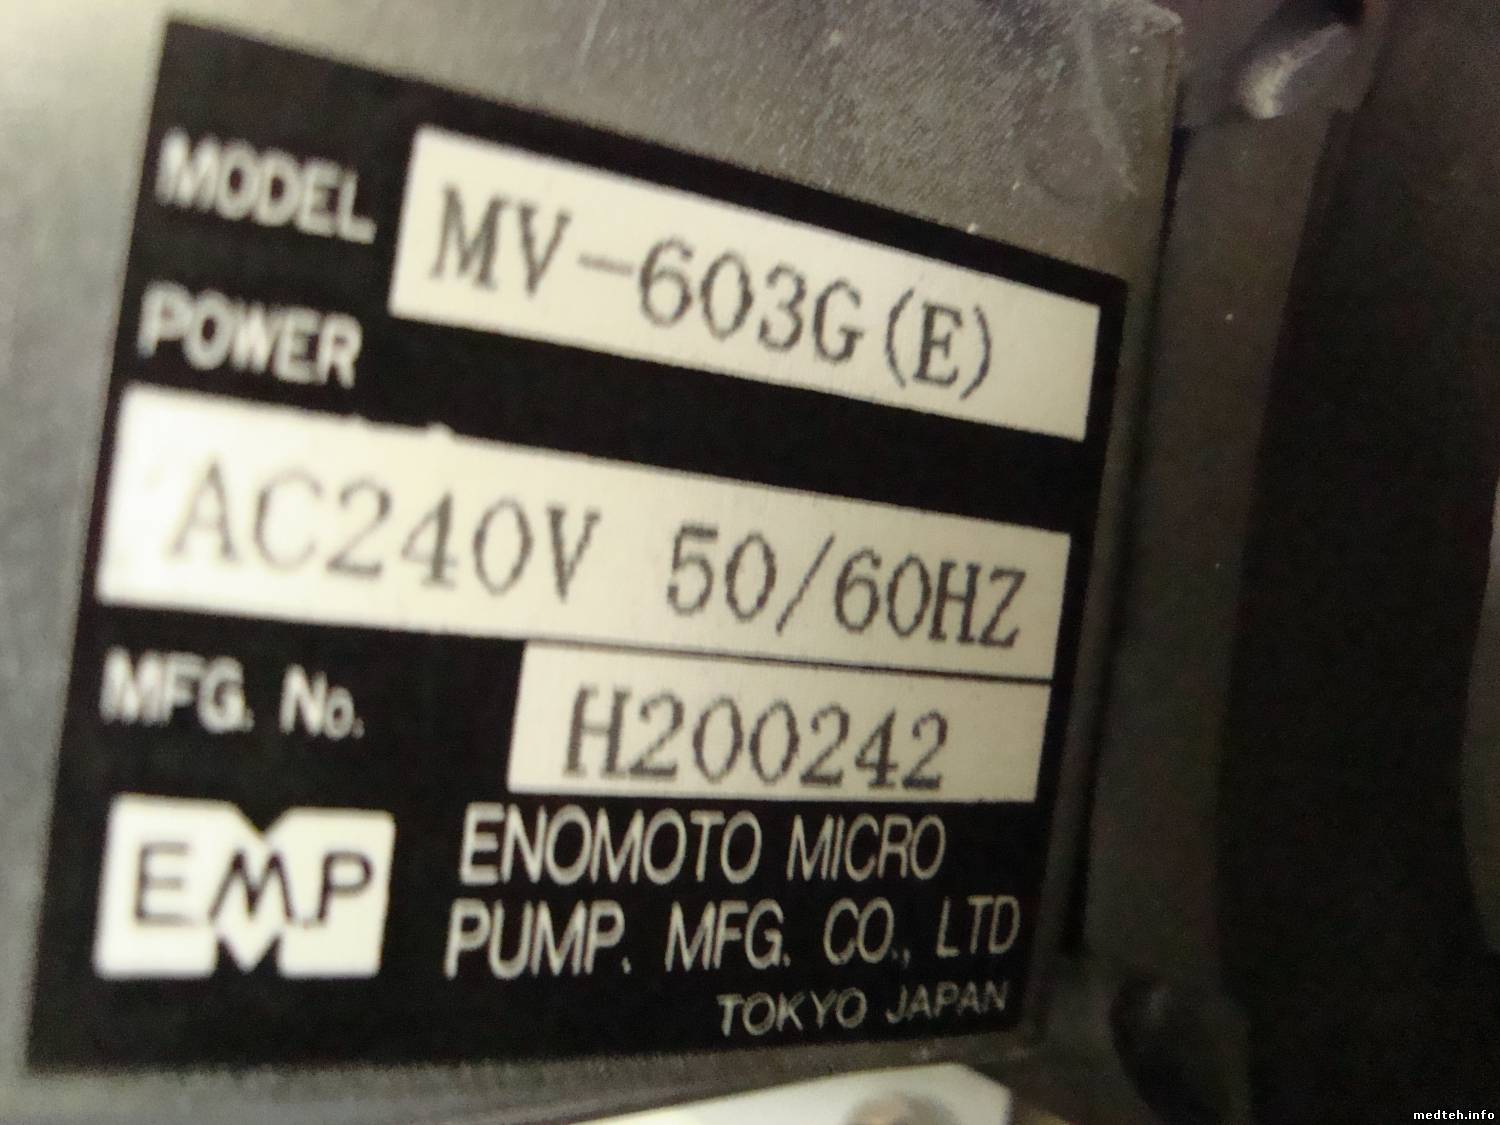 MODEL MV-603G(E)
POWER
AC240V 50/60HZ
MFG. No. H200242
E.M.P
ENOMOTO MICRO
PUMP. MFG. CO., LTD
TOKYO JAPAN
medteh.info